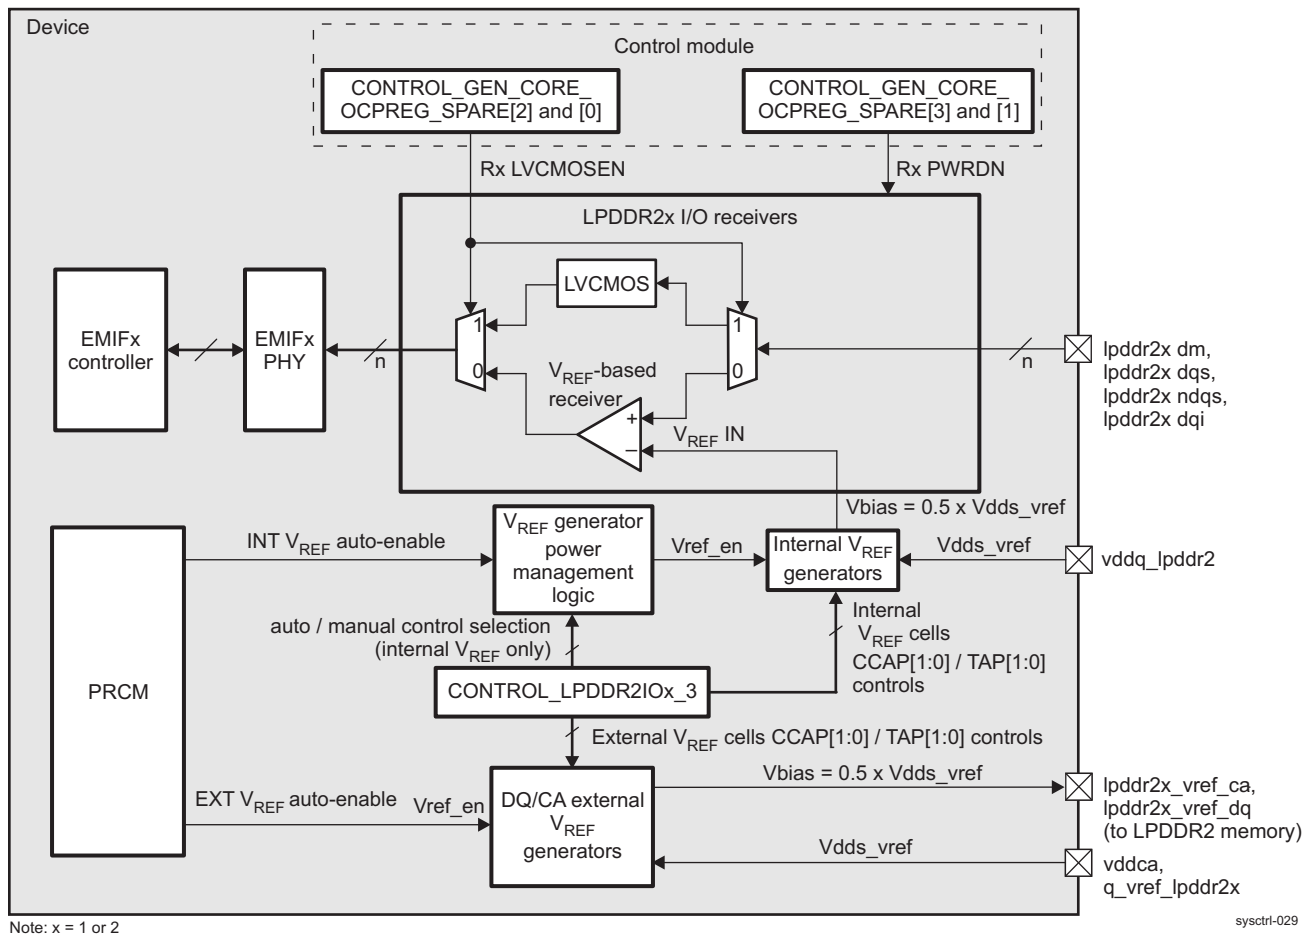 Device
Control module
CONTROL_GEN_CORE_
OCPREG_SPARE[2] and [0]
CONTROL_GEN_CORE_
OCPREG_SPARE[3] and [1]
Rx LVCMOSEN
Rx PWRDN
LPDDR2x I/O receivers
LVCMOS
1
1
0
0
EMIFx
controller
EMIFx
PHY
n
n
VREF-based
receiver
+
–
VREF IN
lpddr2x dm,
lpddr2x dqs,
lpddr2x ndqs,
lpddr2x dqi
Vbias = 0.5 x Vdds_vref
INT VREF auto-enable
VREF generator
power
management
logic
Vref_en
Internal VREF
generators
Vdds_vref
vddq_lpddr2
auto / manual control selection
(internal VREF only)
Internal
VREF cells
CCAP[1:0] / TAP[1:0]
controls
PRCM
CONTROL_LPDDR2IOx_3
External VREF cells CCAP[1:0] / TAP[1:0] controls
EXT VREF auto-enable
Vref_en
DQ/CA external
VREF
generators
Vbias = 0.5 x Vdds_vref
lpddr2x_vref_ca,
lpddr2x_vref_dq
(to LPDDR2 memory)
Vdds_vref
vddca,
q_vref_lpddr2x
Note: x = 1 or 2
sysctrl-029